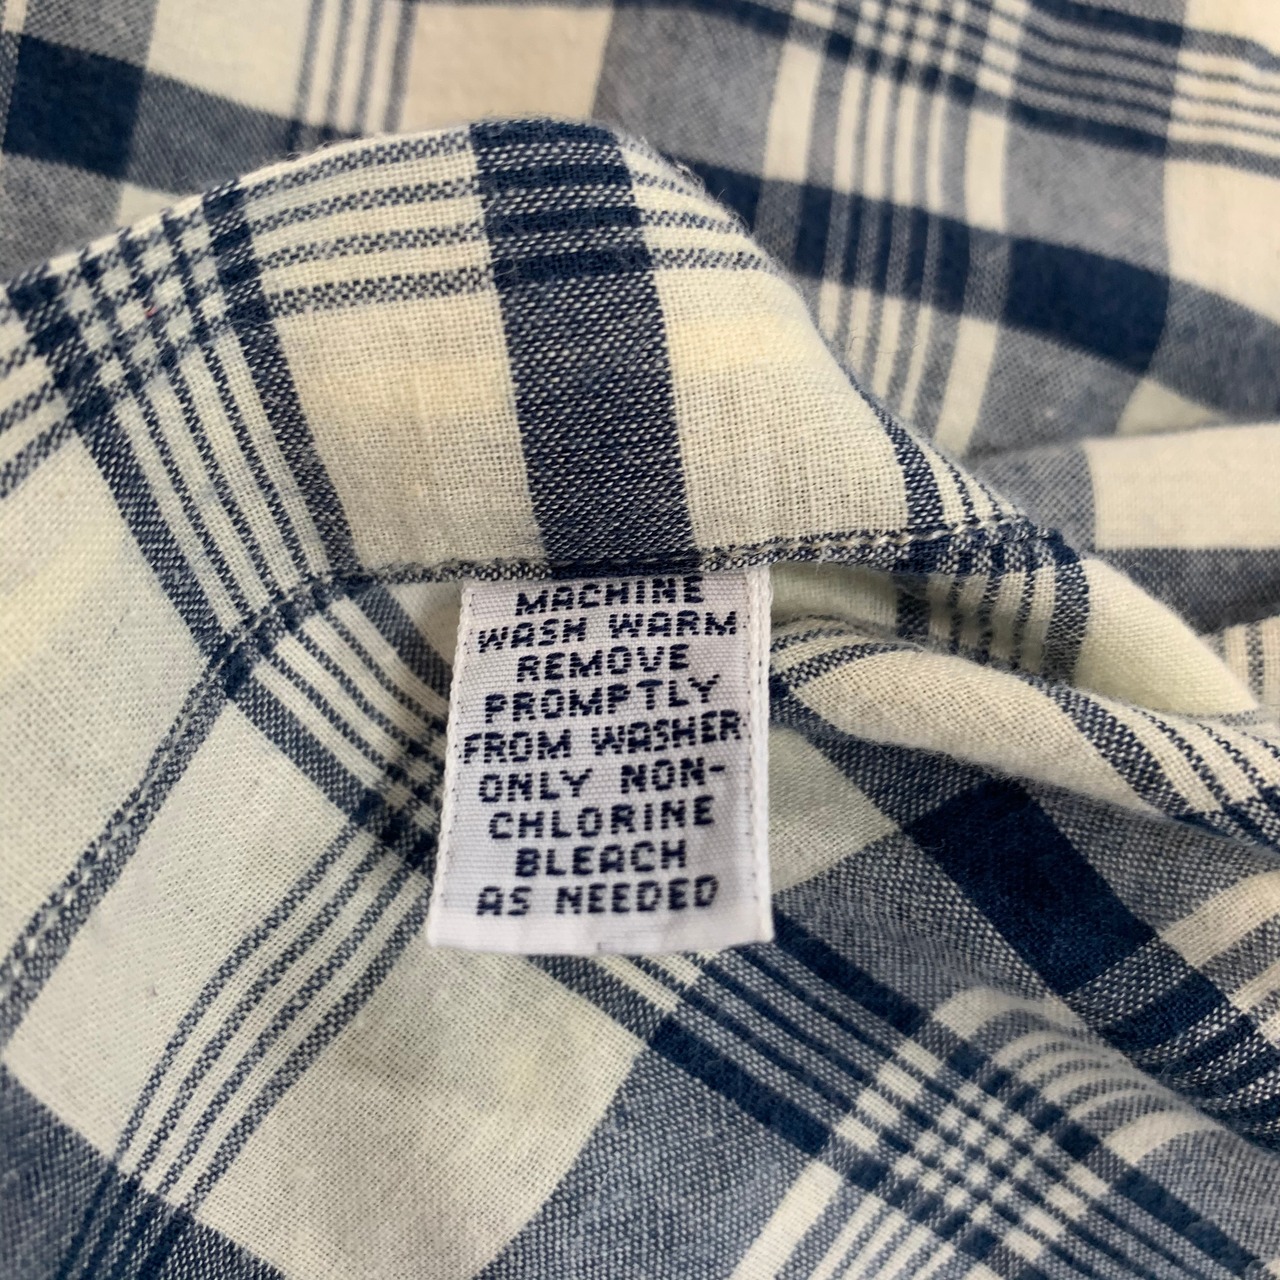 MACHINE
WASH WARM
REMOVE
PROMPTLY
FROM WASHER
ONLY NON-
CHLORINE
BLEACH
AS NEEDED